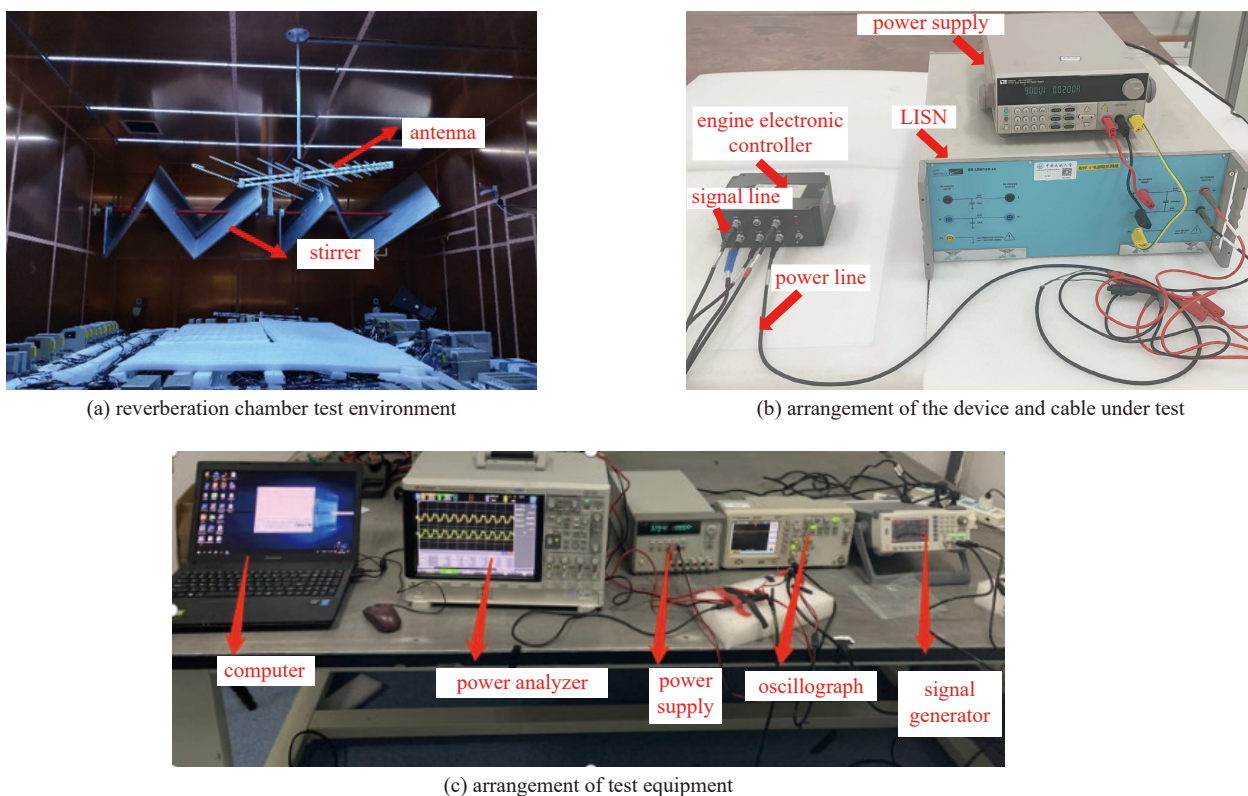 antenna
stirrer
(a) reverberation chamber test environment
power supply
LISN
engine electronic
controller
signal line
power line
(b) arrangement of the device and cable under test
computer
power analyzer
power
supply
oscillograph
signal
generator
(c) arrangement of test equipment